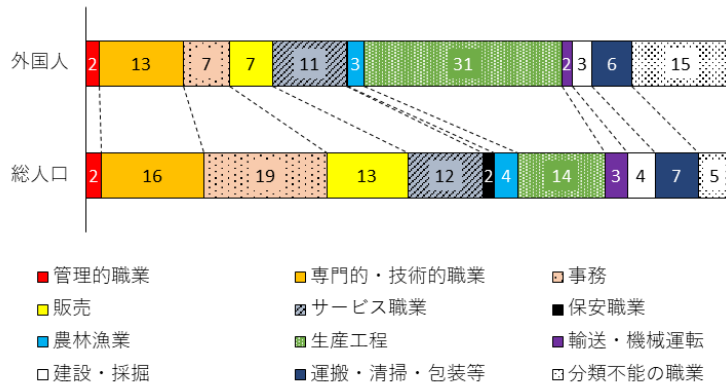 外国人
2 13 7 7 11 3 31 2 3 6 15
総人口
2 16 19 13 12 2 4 14 3 4 7 5
管理的職業 専門的・技術的職業 事務
販売 サービス職業 保安職業
農林漁業 生産工程 輸送・機械運転
建設・採掘 運搬・清掃・包装等 分類不能の職業